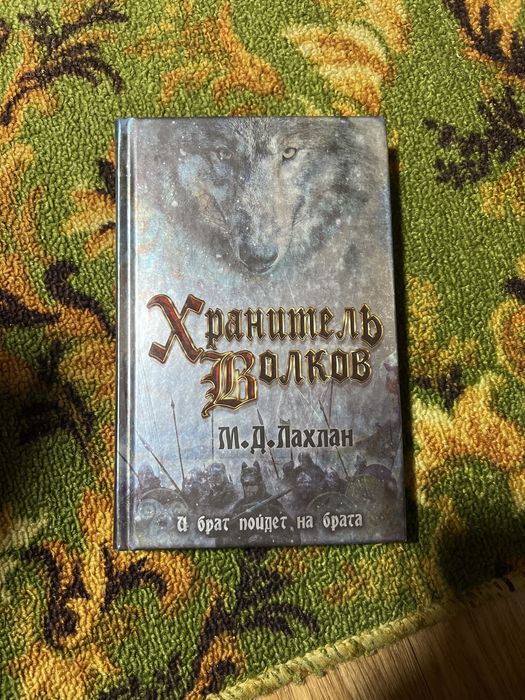 Хранитель
Волков
М.Д.Лахлан
И брат пойдет на брата